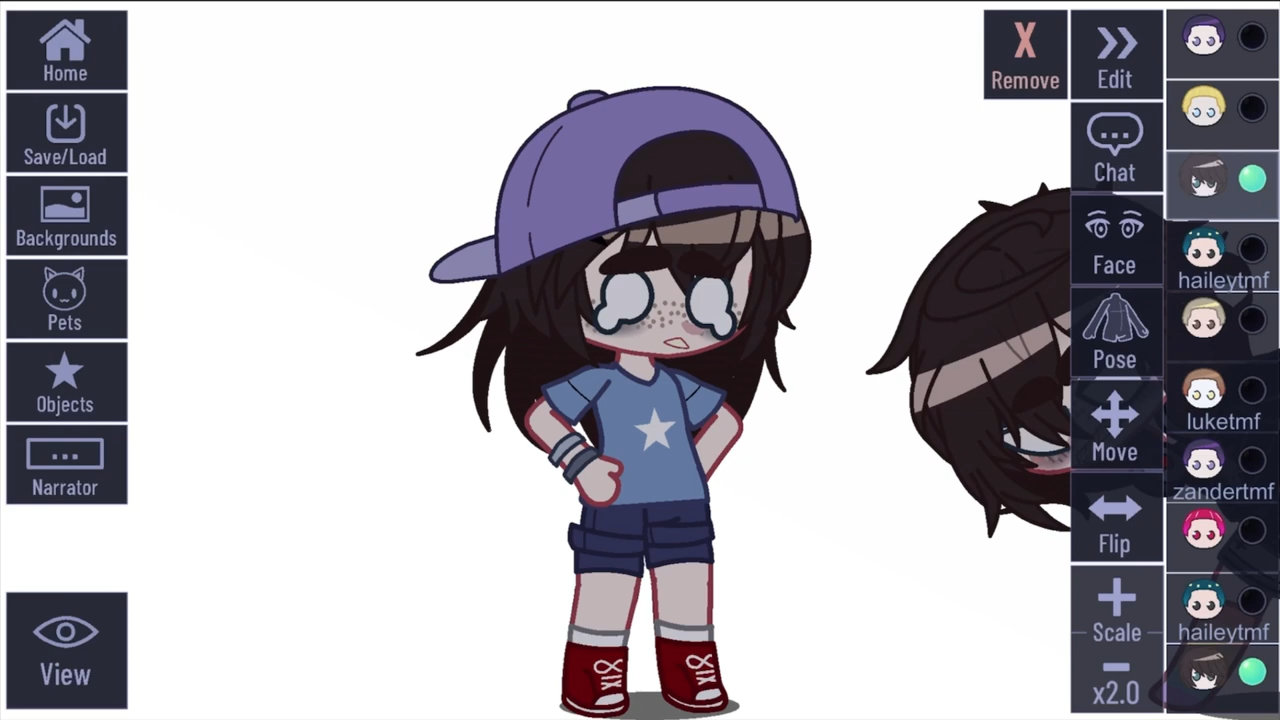 Home
Save/Load
Backgrounds
Pets
Objects
Narrator
View
X
Remove
Edit
Chat
Face
Pose
Move
Flip
Scale
x2.0
haileytmf
luketmf
zandertmf
haileytmf